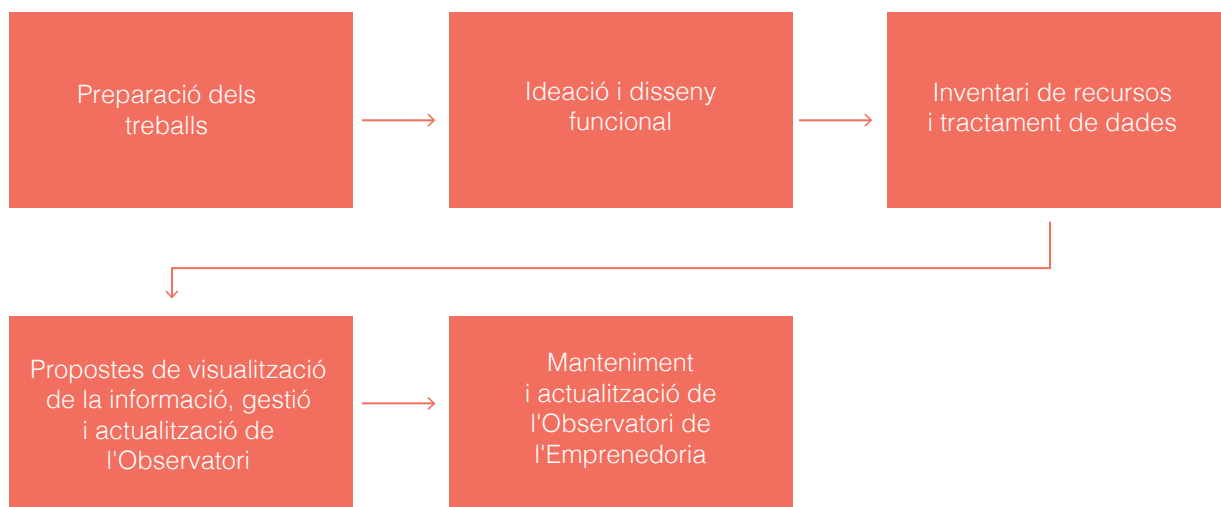 Preparació dels
treballs
Ideació i disseny
funcional
Inventari de recursos
i tractament de dades
Propostes de visualització
de la informació, gestió
i actualització de
l'Observatori
Manteniment
i actualització de
l'Observatori de
l'Emprenedoria